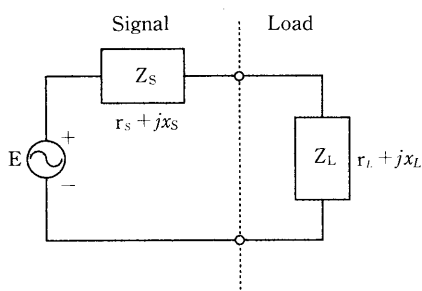 Signal
Load
Z_S
r_S + jx_S
E
+
−
Z_L
r_L + jx_L